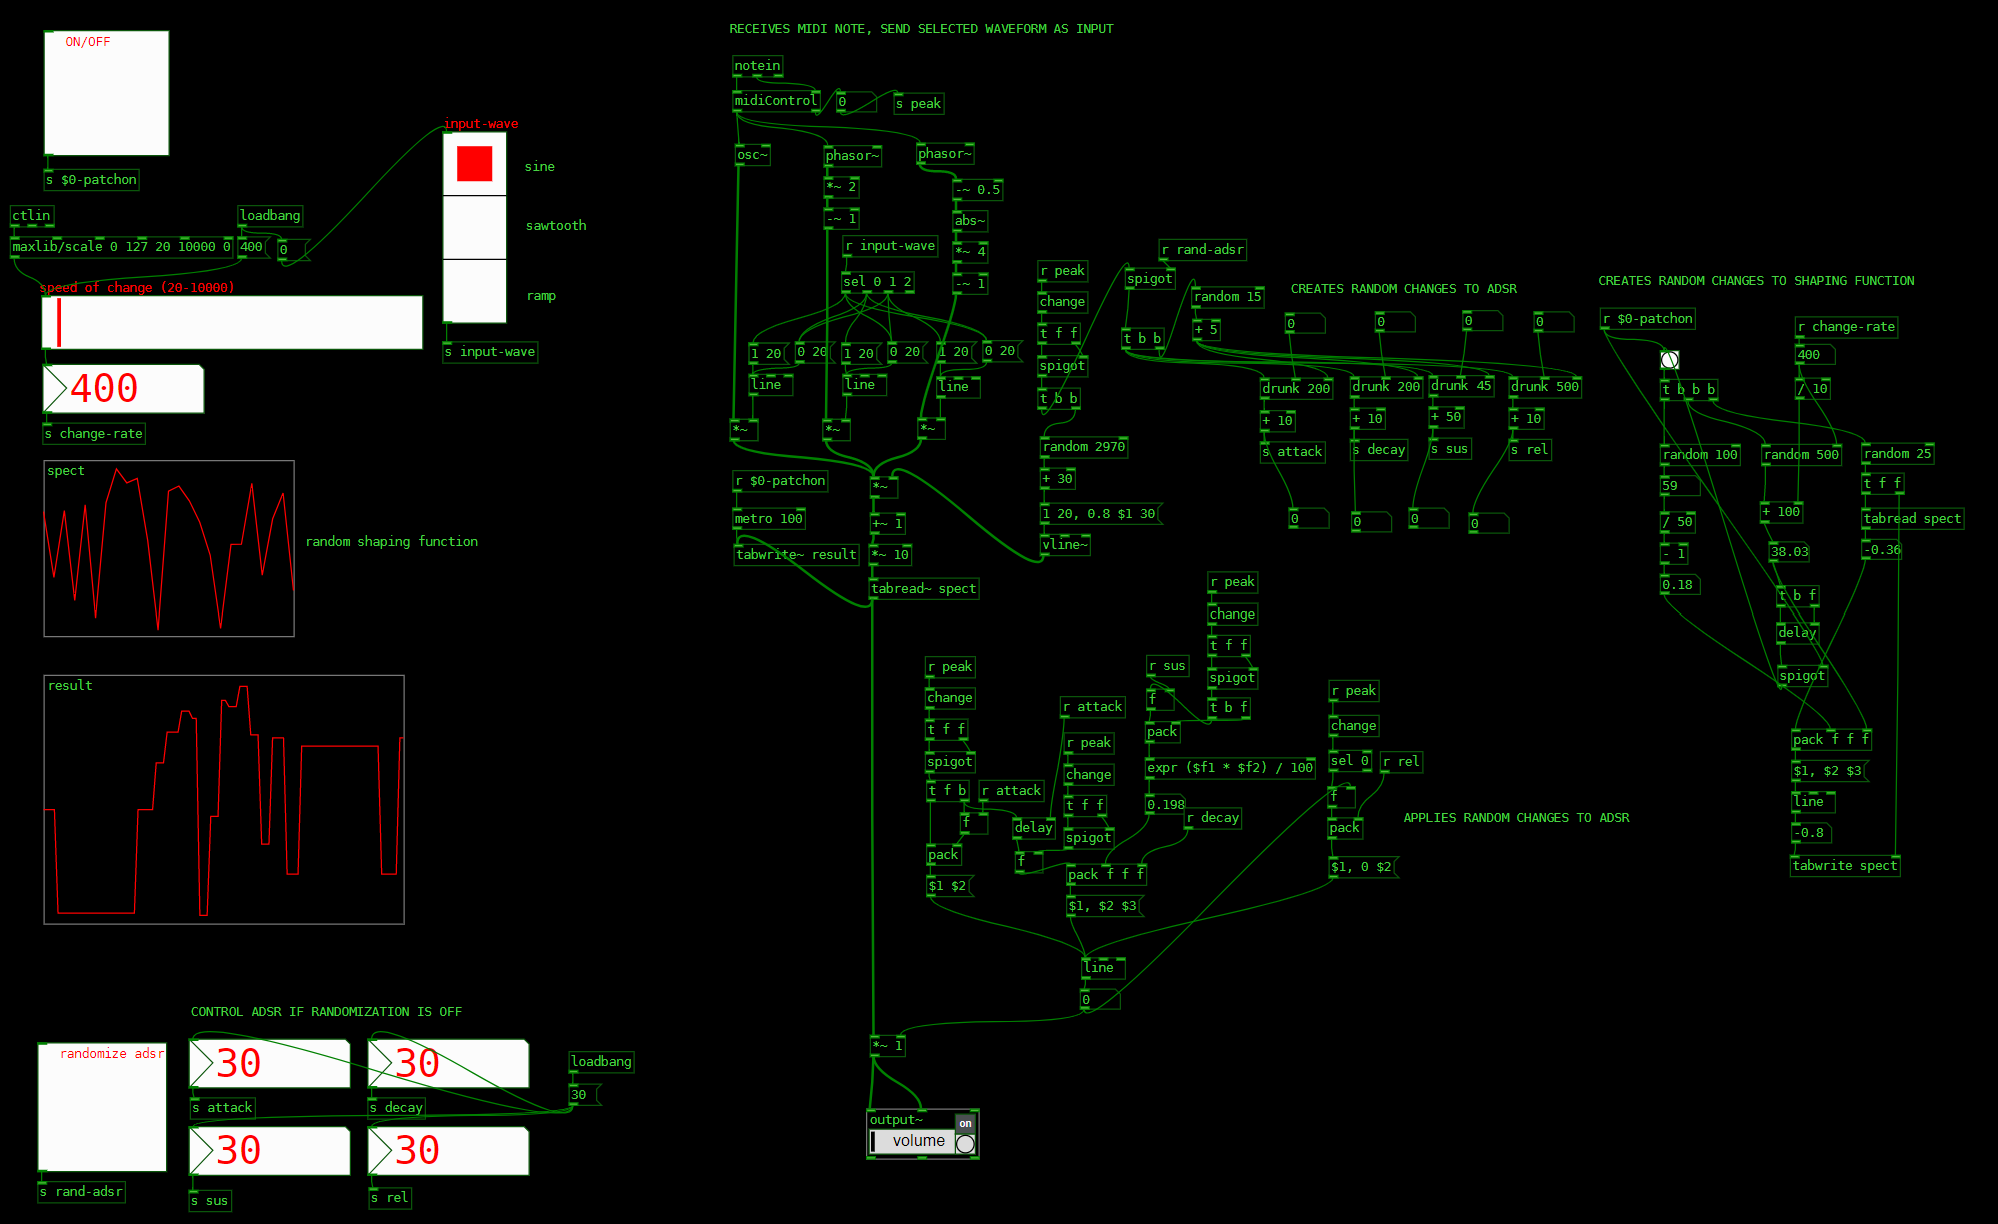 ON/OFF
s $0-patchon
ctlin
loadbang
maxlib/scale 0 127 20 10000 0
400
0
speed of change (20-10000)
400
s change-rate
input-wave
sine
sawtooth
ramp
s input-wave
spect
random shaping function
result
CONTROL ADSR IF RANDOMIZATION IS OFF
randomize adsr
s rand-adsr
30
30
s attack
s decay
30
30
s sus
s rel
loadbang
30
RECEIVES MIDI NOTE, SEND SELECTED WAVEFORM AS INPUT
notein
midiControl
0
s peak
osc~
phasor~
phasor~
*~ 2
-~ 1
-~ 0.5
abs~
*~ 4
-~ 1
r input-wave
sel 0 1 2
1 20
0 20
1 20
0 20
1 20
0 20
line
line
line
*~
*~
*~
r $0-patchon
metro 100
tabwrite~ result
*~
+~ 1
*~ 10
tabread~ spect
r peak
change
t f f
spigot
t b b
random 2970
+ 30
1 20, 0.8 $1 30
vline~
r rand-adsr
spigot
random 15
+ 5
t b b
CREATES RANDOM CHANGES TO ADSR
0
0
0
0
drunk 200
drunk 200
drunk 45
drunk 500
+ 10
+ 10
+ 50
+ 10
s attack
s decay
s sus
s rel
0
0
0
0
CREATES RANDOM CHANGES TO SHAPING FUNCTION
r $0-patchon
r change-rate
400
t b b b
/ 10
random 100
random 500
random 25
59
t f f
/ 50
+ 100
tabread spect
- 1
38.03
-0.36
0.18
t b f
delay
spigot
pack f f f
$1, $2 $3
line
-0.8
tabwrite spect
r peak
change
t f f
spigot
t f b
r attack
f
pack
$1 $2
r attack
r peak
change
t f f
delay
spigot
f
pack f f f
$1, $2 $3
r sus
f
pack
expr ($f1 * $f2) / 100
0.198
r decay
r peak
change
t f f
spigot
t b f
r peak
change
sel 0
r rel
f
pack
$1, 0 $2
APPLIES RANDOM CHANGES TO ADSR
line
0
*~ 1
output~
on
volume